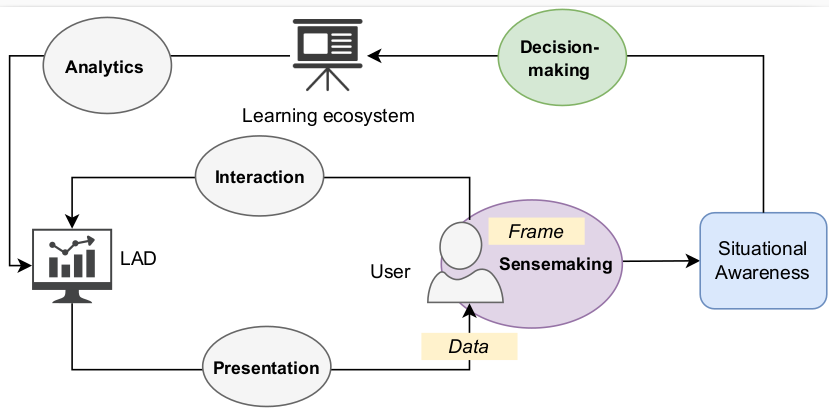 Analytics
Learning ecosystem
Decision-
making
Interaction
LAD
User
Frame
Sensemaking
Situational
Awareness
Data
Presentation